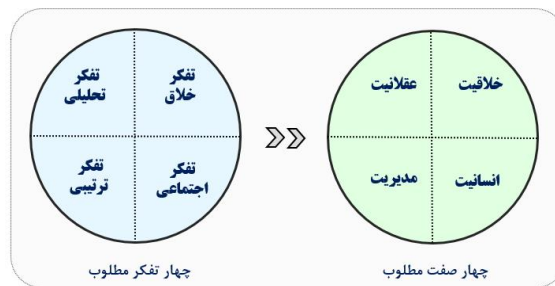 خلاقیت
عقلانیت
انسانیت
مدیریت
چهار صفت مطلوب
تفکر
خلاق
تفکر
تحلیلی
تفکر
اجتماعی
تفکر
ترتیبی
چهار تفکر مطلوب